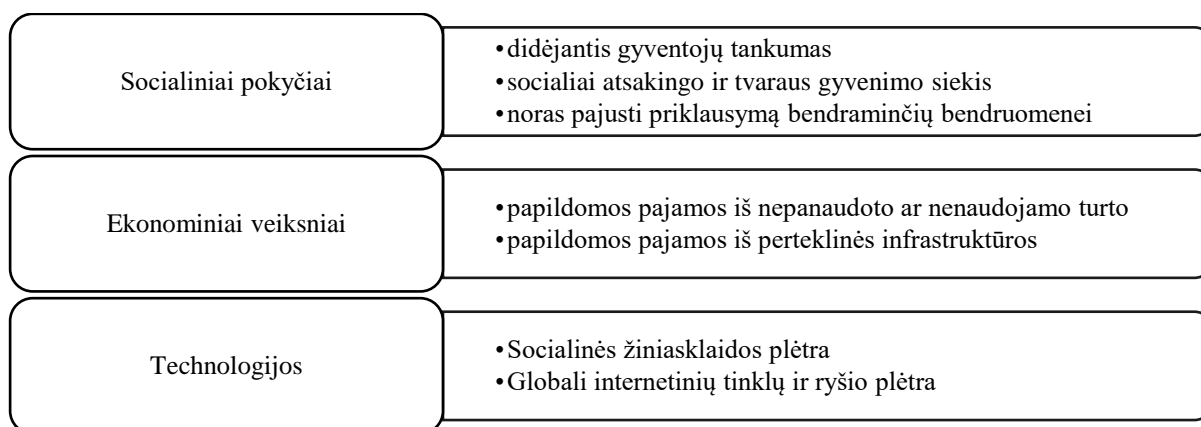 Socialiniai pokyčiai
•didėjantis gyventojų tankumas
•socialiai atsakingo ir tvaraus gyvenimo siekis
•noras pajusti priklausymą bendraminčių bendruomenei
Ekonominiai veiksniai
•papildomos pajamos iš nepanaudoto ar nenaudojamo turto
•papildomos pajamos iš perteklinės infrastruktūros
Technologijos
•Socialinės žiniasklaidos plėtra
•Globali internetinių tinklų ir ryšio plėtra